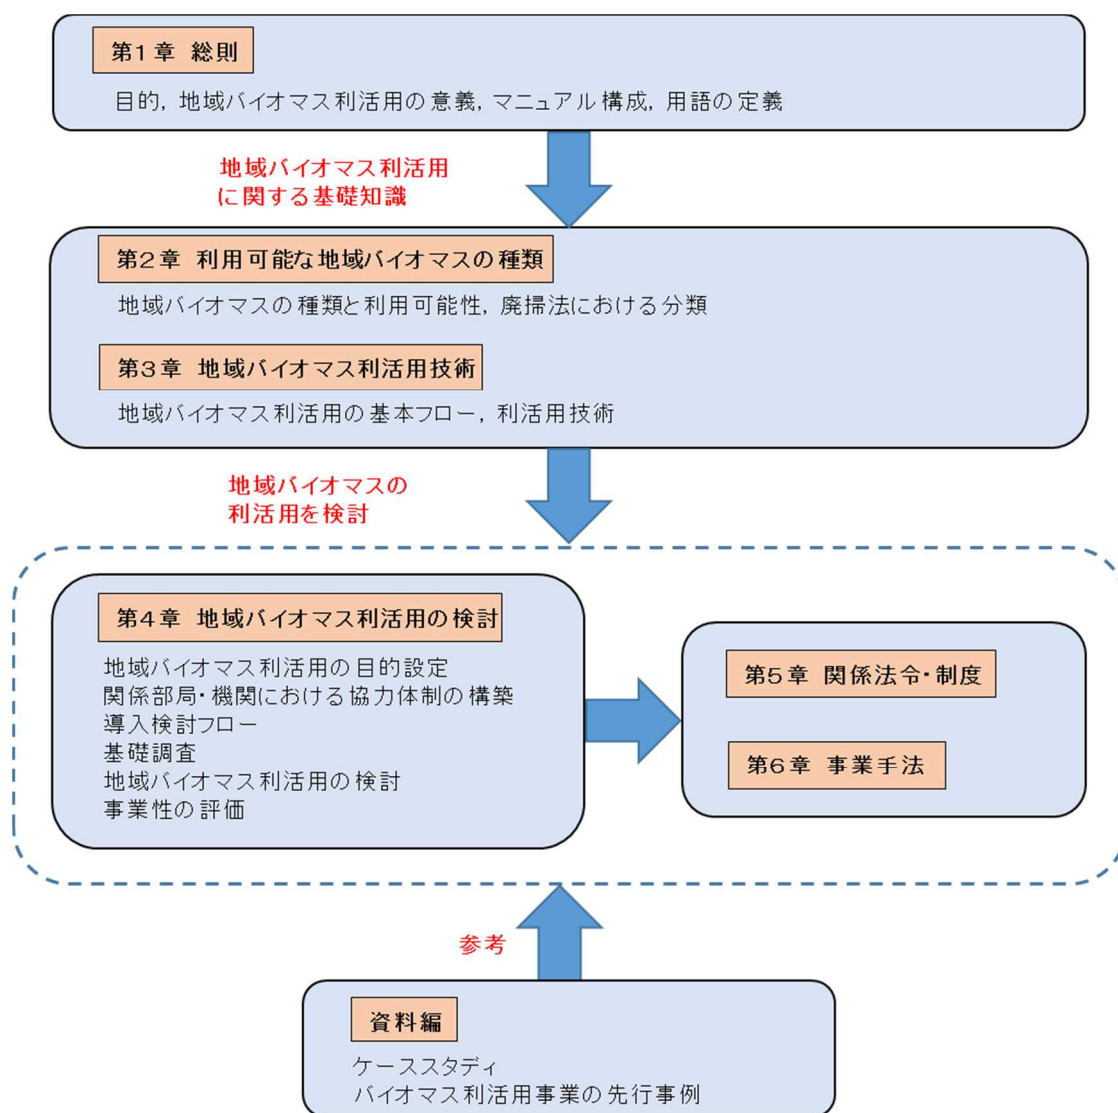 第1章 総則
目的, 地域バイオマス利活用の意義, マニュアル構成, 用語の定義
地域バイオマス利活用
に関する基礎知識
第2章 利用可能な地域バイオマスの種類
地域バイオマスの種類と利用可能性, 廃掃法における分類
第3章 地域バイオマス利活用技術
地域バイオマス利活用の基本フロー, 利活用技術
地域バイオマスの
利活用を検討
第4章 地域バイオマス利活用の検討
地域バイオマス利活用の目的設定
関係部局・機関における協力体制の構築
導入検討フロー
基礎調査
地域バイオマス利活用の検討
事業性の評価
第5章 関係法令・制度
第6章 事業手法
参考
資料編
ケーススタディ
バイオマス利活用事業の先行事例